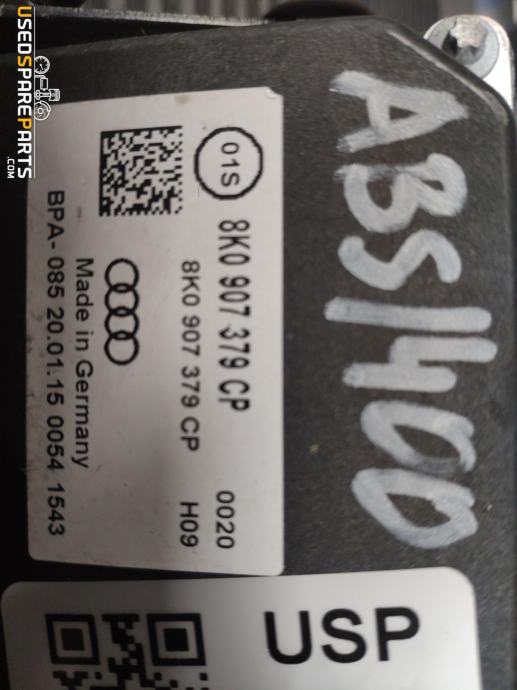 USEDSPAREPARTS
.COM
ABS1400
01S
8K0 907 379 CP 0020
8K0 907 379 CP H09
Made in Germany
BPA- 085 20.01.15 0054 1543
USP